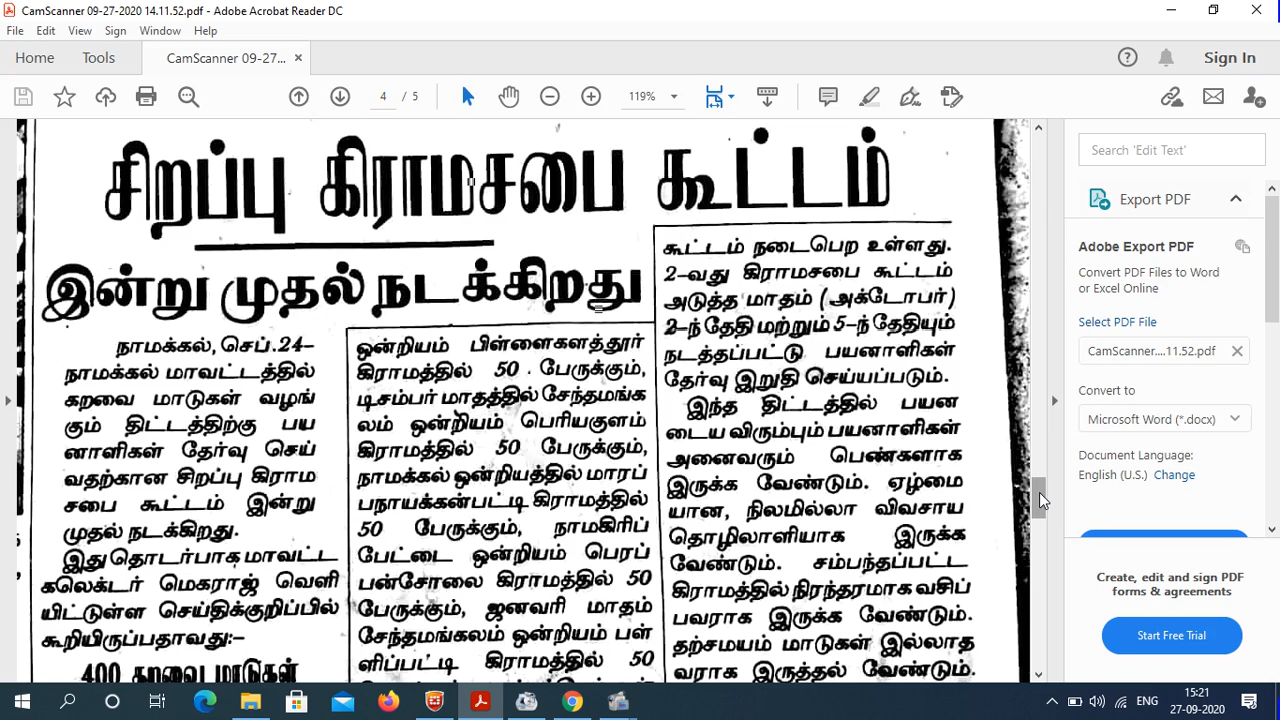 CamScanner 09-27-2020 14.11.52.pdf - Adobe Acrobat Reader DC
File Edit View Sign Window Help
Home Tools CamScanner 09-27... × Sign In
4 / 5 119%
சிறப்பு கிராமசபை கூட்டம்
இன்று முதல் நடக்கிறது
நாமக்கல், செப்.24–
நாமக்கல் மாவட்டத்தில்
கறவை மாடுகள் வழங்
கும் திட்டத்திற்கு பய
னாளிகள் தேர்வு செய்
வதற்கான சிறப்பு கிராம
சபை கூட்டம் இன்று
முதல் நடக்கிறது.
இதுதொடர்பாக மாவட்ட
கலெக்டர் மெகராஜ் வெளி
யிட்டுள்ள செய்திக்குறிப்பில்
கூறியிருப்பதாவது:–
400 கறவை மாடுகள்
ஒன்றியம் பிள்ளைகளத்தூர்
கிராமத்தில் 50 பேருக்கும்,
டிசம்பர் மாதத்தில் சேந்தமங்க
லம் ஒன்றியம் பெரியகுளம்
கிராமத்தில் 50 பேருக்கும்,
நாமக்கல் ஒன்றியத்தில் மாரப்
பநாயக்கன்பட்டி கிராமத்தில்
50 பேருக்கும், நாமகிரிப்
பேட்டை ஒன்றியம் பெரப்
பன்சோலை கிராமத்தில் 50
பேருக்கும், ஜனவரி மாதம்
சேந்தமங்கலம் ஒன்றியம் பள்
ளிப்பட்டி கிராமத்தில் 50
கூட்டம் நடைபெற உள்ளது.
2–வது கிராமசபை கூட்டம்
அடுத்த மாதம் (அக்டோபர்)
2–ந்தேதி மற்றும் 5–ந்தேதியும்
நடத்தப்பட்டு பயனாளிகள்
தேர்வு இறுதி செய்யப்படும்.
இந்த திட்டத்தில் பயன
டைய விரும்பும் பயனாளிகள்
அனைவரும் பெண்களாக
இருக்க வேண்டும். ஏழ்மை
யான, நிலமில்லா விவசாய
தொழிலாளியாக இருக்க
வேண்டும். சம்பந்தப்பட்ட
கிராமத்தில் நிரந்தரமாக வசிப்
பவராக இருக்க வேண்டும்.
தற்சமயம் மாடுகள் இல்லாத
வராக இருத்தல் வேண்டும்.
Search 'Edit Text'
Export PDF
Adobe Export PDF
Convert PDF Files to Word
or Excel Online
Select PDF File
CamScanner....11.52.pdf ×
Convert to
Microsoft Word (*.docx)
Document Language:
English (U.S.) Change
Create, edit and sign PDF
forms & agreements
Start Free Trial
ENG
15:21
27-09-2020